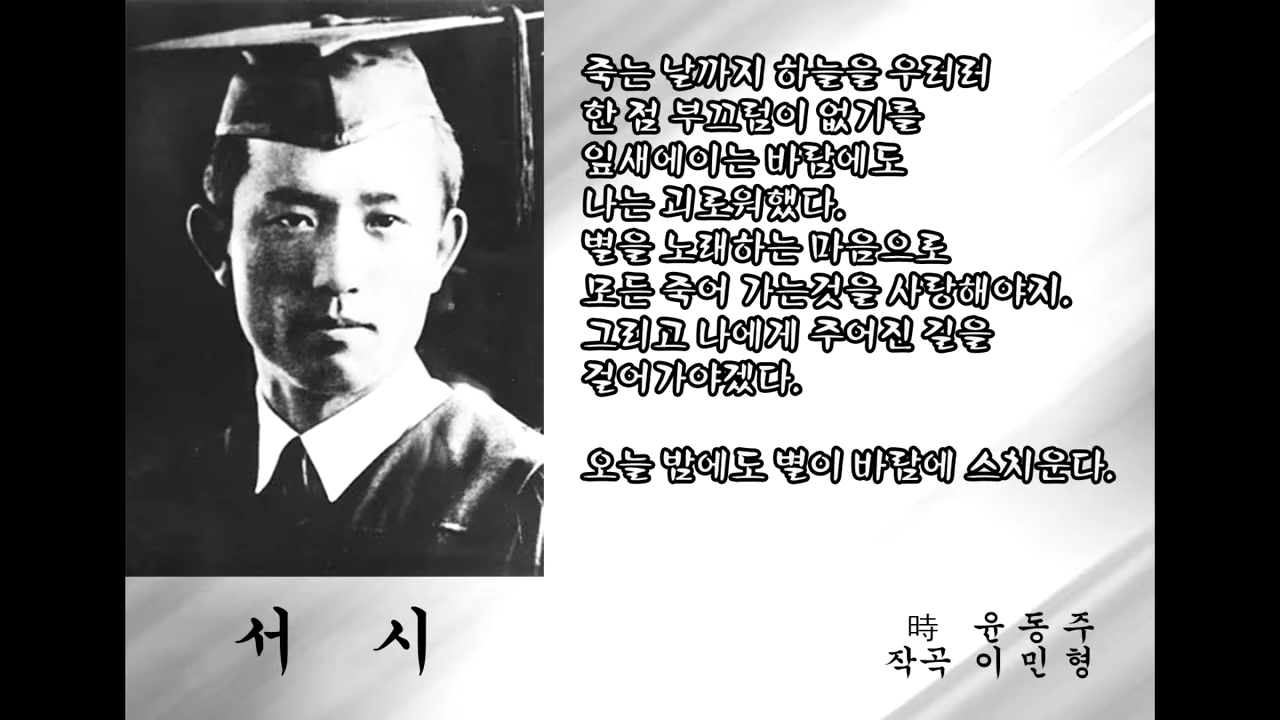 죽는 날까지 하늘을 우러러
한 점 부끄럼이 없기를
잎새에이는 바람에도
나는 괴로워했다.
별을 노래하는 마음으로
모든 죽어 가는것을 사랑해야지.
그리고 나에게 주어진 길을
걸어가야겠다.
오늘 밤에도 별이 바람에 스치운다.
서 시
時 윤동주
작곡 이민형